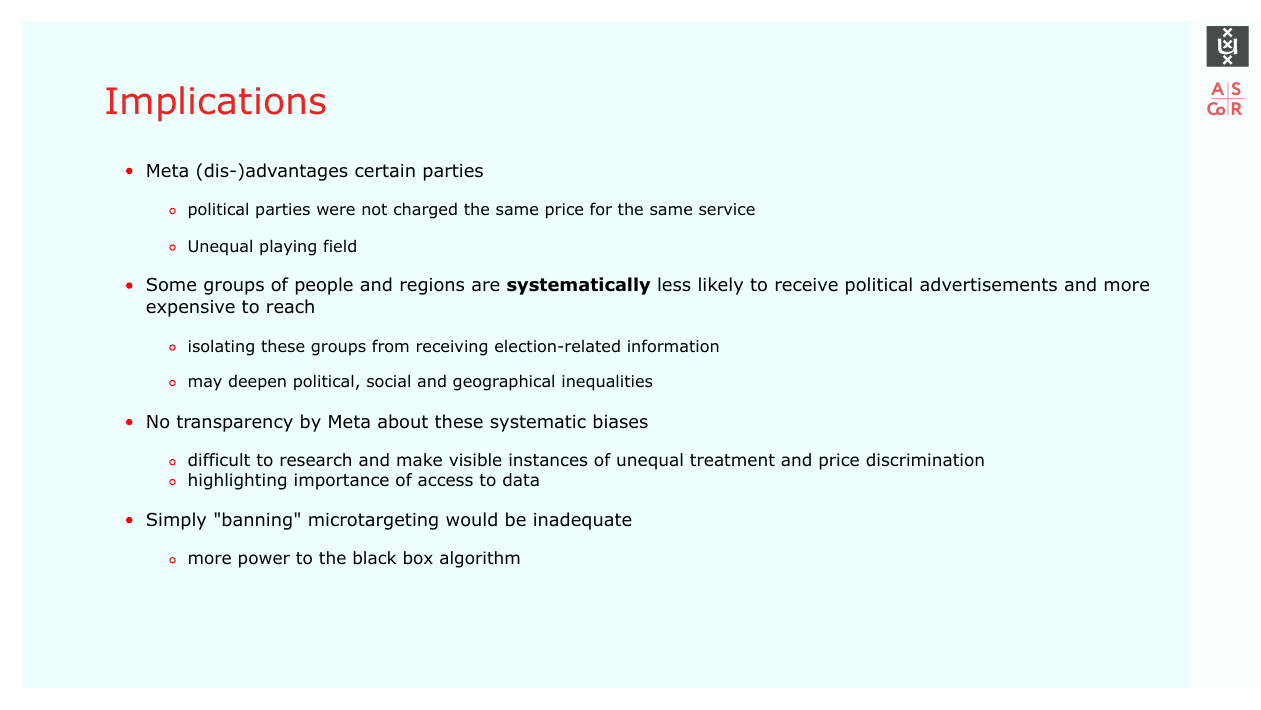 Implications
Meta (dis-)advantages certain parties
political parties were not charged the same price for the same service
Unequal playing field
Some groups of people and regions are systematically less likely to receive political advertisements and more
expensive to reach
isolating these groups from receiving election-related information
may deepen political, social and geographical inequalities
No transparency by Meta about these systematic biases
difficult to research and make visible instances of unequal treatment and price discrimination
highlighting importance of access to data
Simply "banning" microtargeting would be inadequate
more power to the black box algorithm
A S
Co R